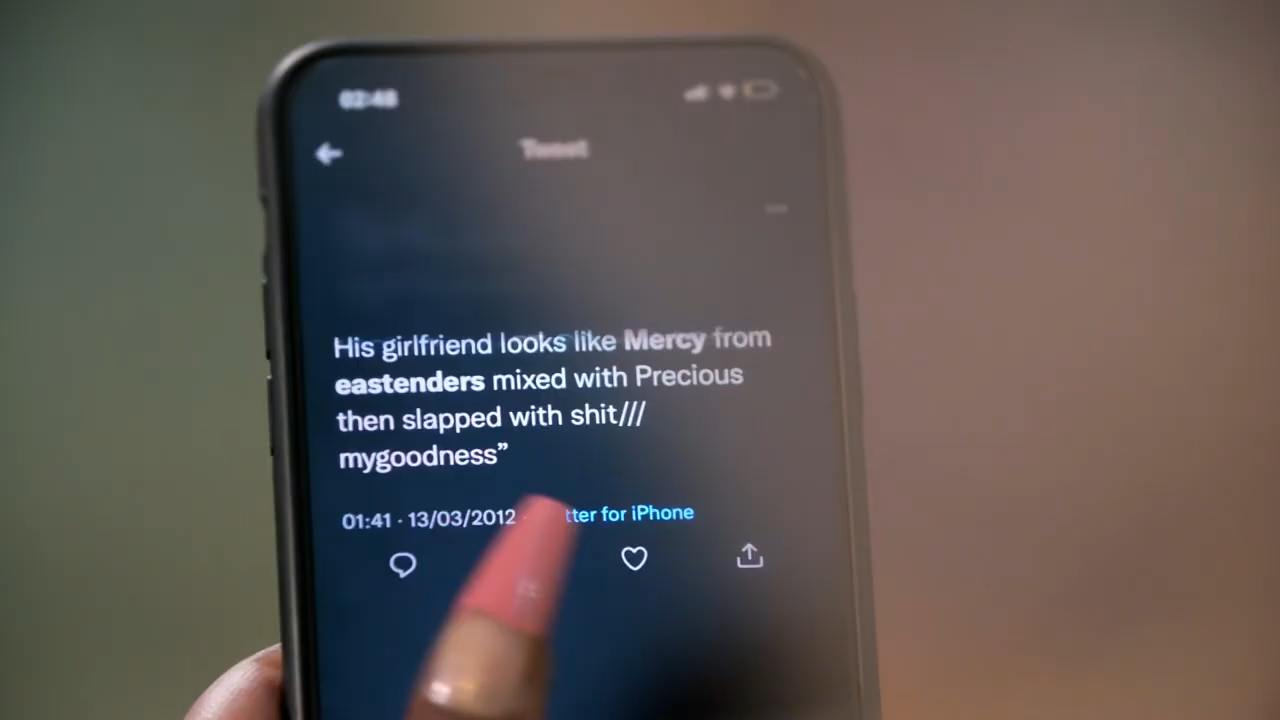 02:48
Tweet
His girlfriend looks like Mercy from
eastenders mixed with Precious
then slapped with shit///
mygoodness”
01:41 · 13/03/2012 · tter for iPhone